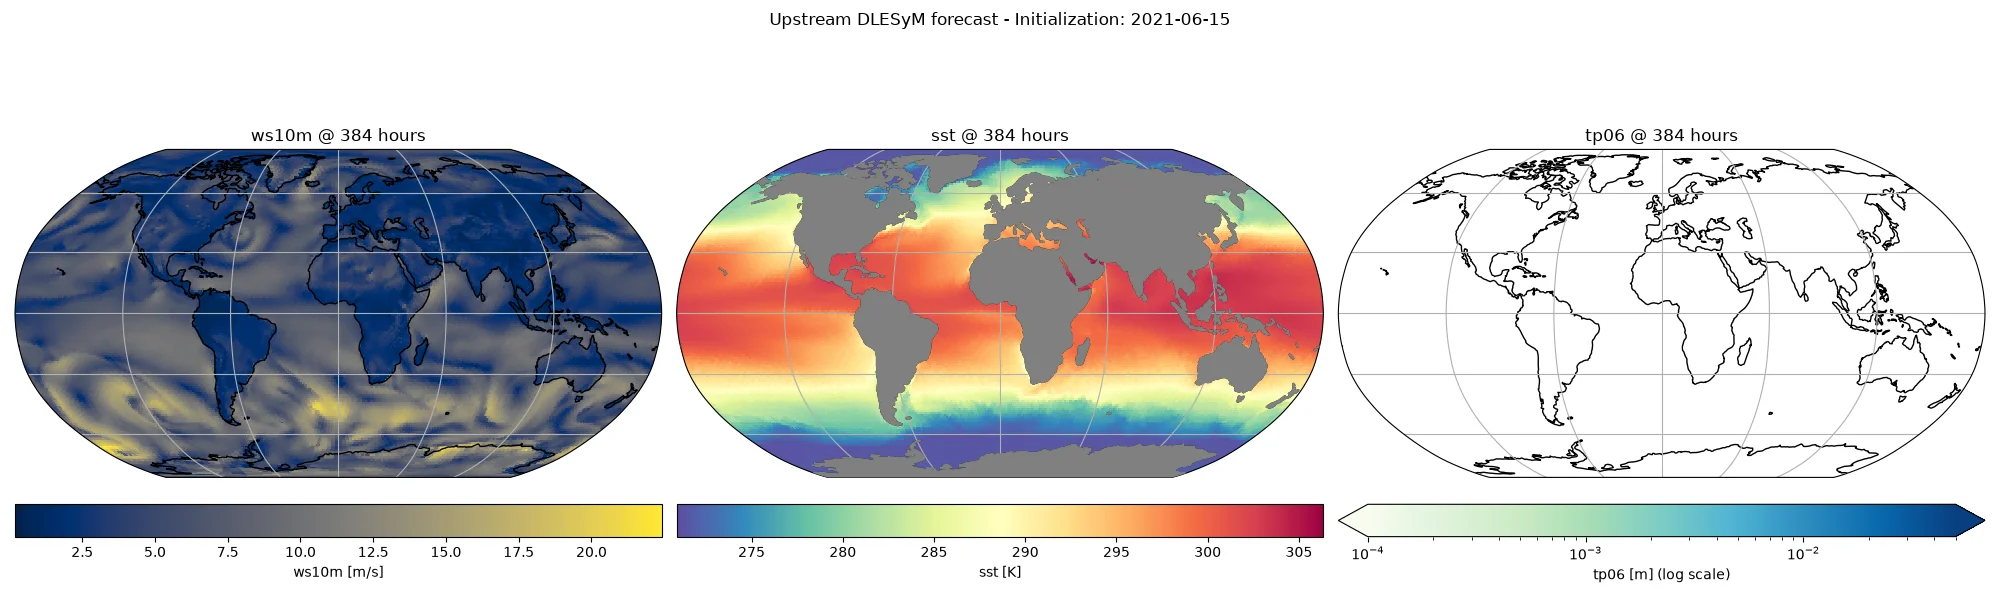 Upstream DLESyM forecast - Initialization: 2021-06-15
ws10m @ 384 hours
sst @ 384 hours
tp06 @ 384 hours
2.5 5.0 7.5 10.0 12.5 15.0 17.5 20.0
ws10m [m/s]
275 280 285 290 295 300 305
sst [K]
10⁻⁴ 10⁻³ 10⁻²
tp06 [m] (log scale)